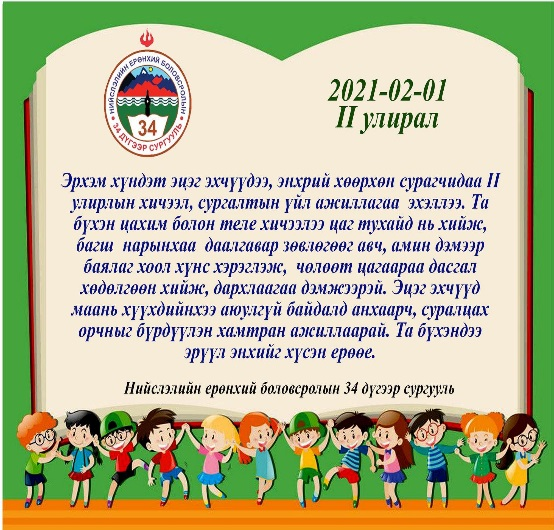 НИЙСЛЭЛИЙН ЕРӨНХИЙ БОЛОВСРОЛЫН
34
34 ДҮГЭЭР СУРГУУЛЬ
2021-02-01
II улирал
Эрхэм хүндэт эцэг эхчүүдээ, энхрий хөөрхөн сурагчидаа II
улирлын хичээл, сургалтын үйл ажиллагаа эхэллээ. Та
бүхэн цахим болон теле хичээлээ цаг тухайд нь хийж,
багш нарынхаа даалгавар зөвлөгөөг авч, амин дэмээр
баялаг хоол хүнс хэрэглэж, чөлөөт цагаараа дасгал
хөдөлгөөн хийж, дархлаагаа дэмжээрэй. Эцэг эхчүүд
маань хүүхдийнхээ аюулгүй байдалд анхаарч, суралцах
орчныг бүрдүүлэн хамтран ажиллаарай. Та бүхэндээ
эрүүл энхийг хүсэн ерөөе.
Нийслэлийн ерөнхий боловсролын 34 дүгээр сургууль